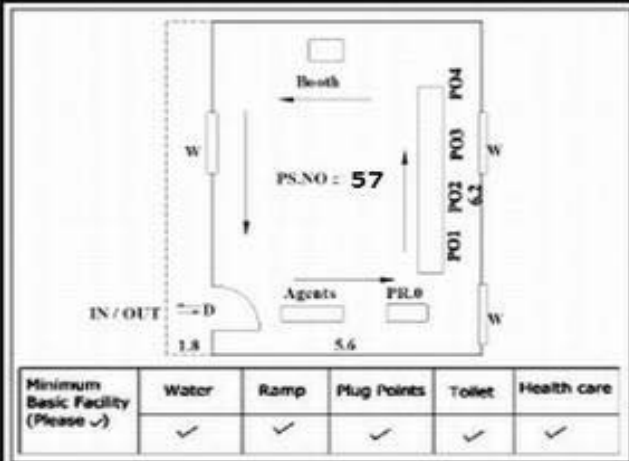 Booth
PO4
W
PO3
W
PS.NO : 57
PO2
6.2
PO1
Agents
PR.0
IN / OUT
D
W
1.8
5.6
Minimum Basic Facility (Please ✓)
Water
Ramp
Plug Points
Toilet
Health care
✓
✓
✓
✓
✓